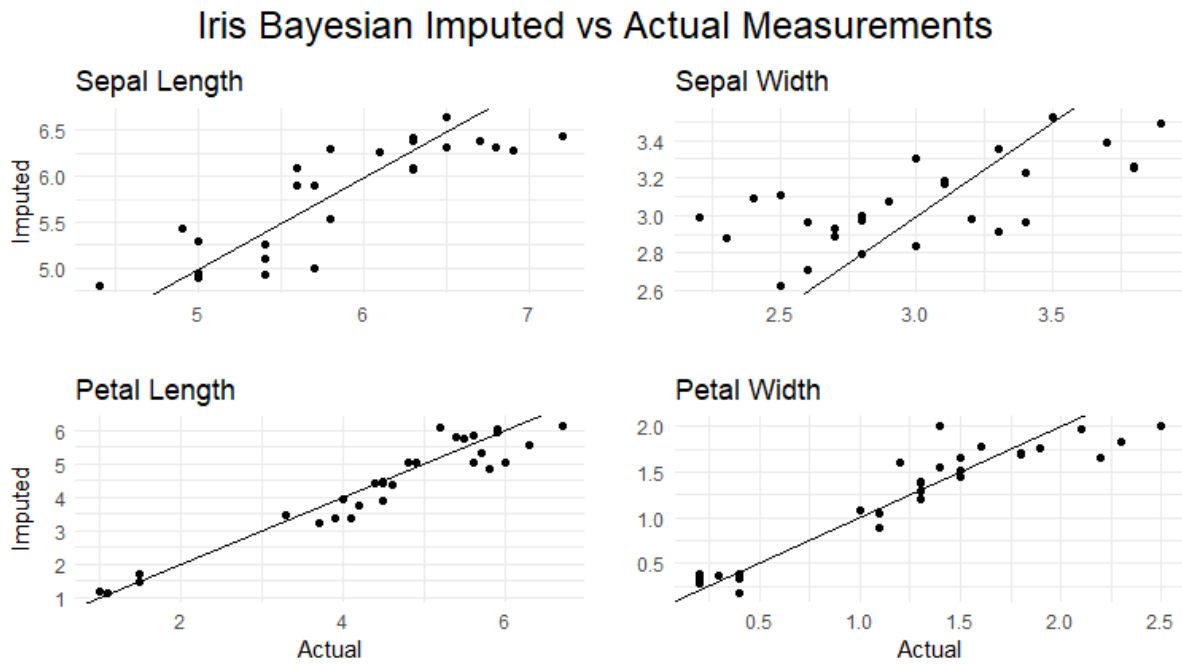 Iris Bayesian Imputed vs Actual Measurements
Sepal Length
Imputed
6.5
6.0
5.5
5.0
5 6 7
Sepal Width
3.4
3.2
3.0
2.8
2.6
2.5 3.0 3.5
Petal Length
Imputed
6
5
4
3
2
1
2 4 6
Actual
Petal Width
2.0
1.5
1.0
0.5
0.5 1.0 1.5 2.0 2.5
Actual